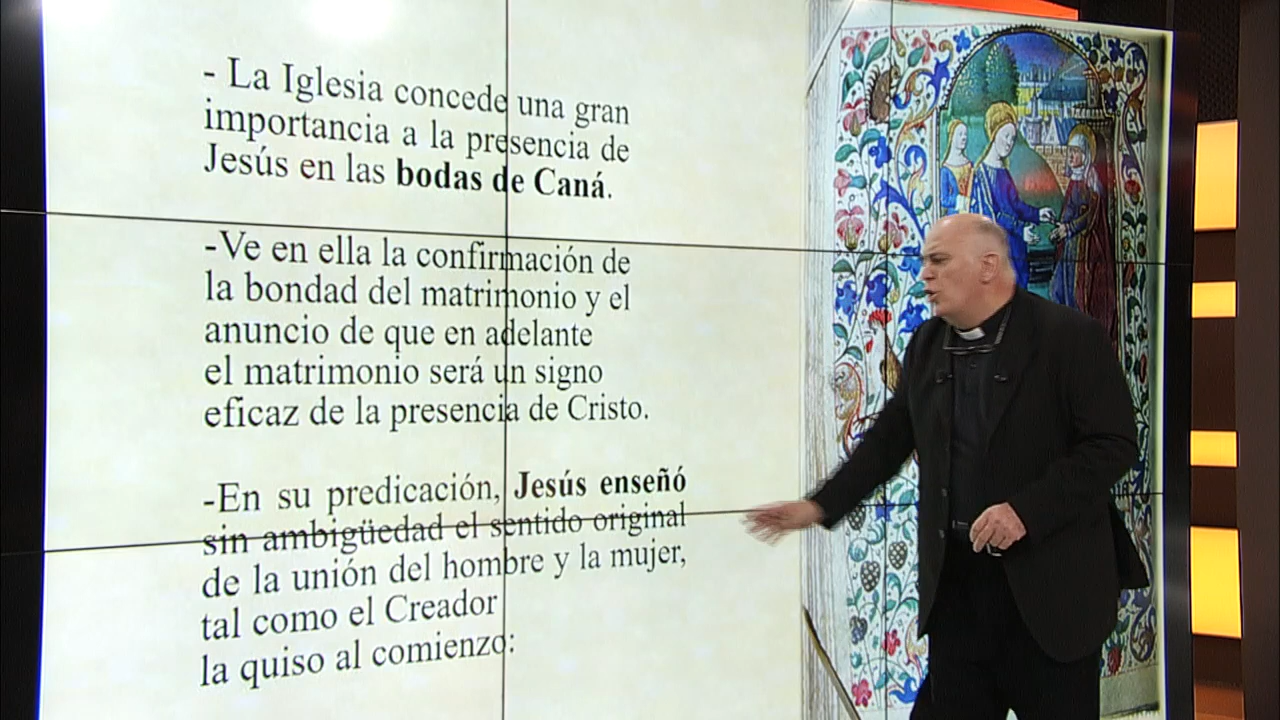 - La Iglesia concede una gran
importancia a la presencia de
Jesús en las bodas de Caná.
-Ve en ella la confirmación de
la bondad del matrimonio y el
anuncio de que en adelante
el matrimonio será un signo
eficaz de la presencia de Cristo.
-En su predicación, Jesús enseñó
sin ambigüedad el sentido original
de la unión del hombre y la mujer,
tal como el Creador
la quiso al comienzo: